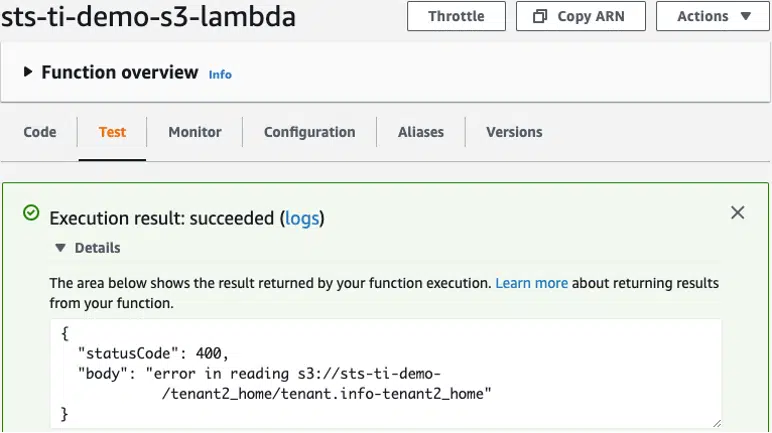 sts-ti-demo-s3-lambda
Throttle
Copy ARN
Actions
Function overview Info
Code
Test
Monitor
Configuration
Aliases
Versions
Execution result: succeeded (logs)
Details
The area below shows the result returned by your function execution. Learn more about returning results
from your function.
{
"statusCode": 400,
"body": "error in reading s3://sts-ti-demo-
/tenant2_home/tenant.info-tenant2_home"
}